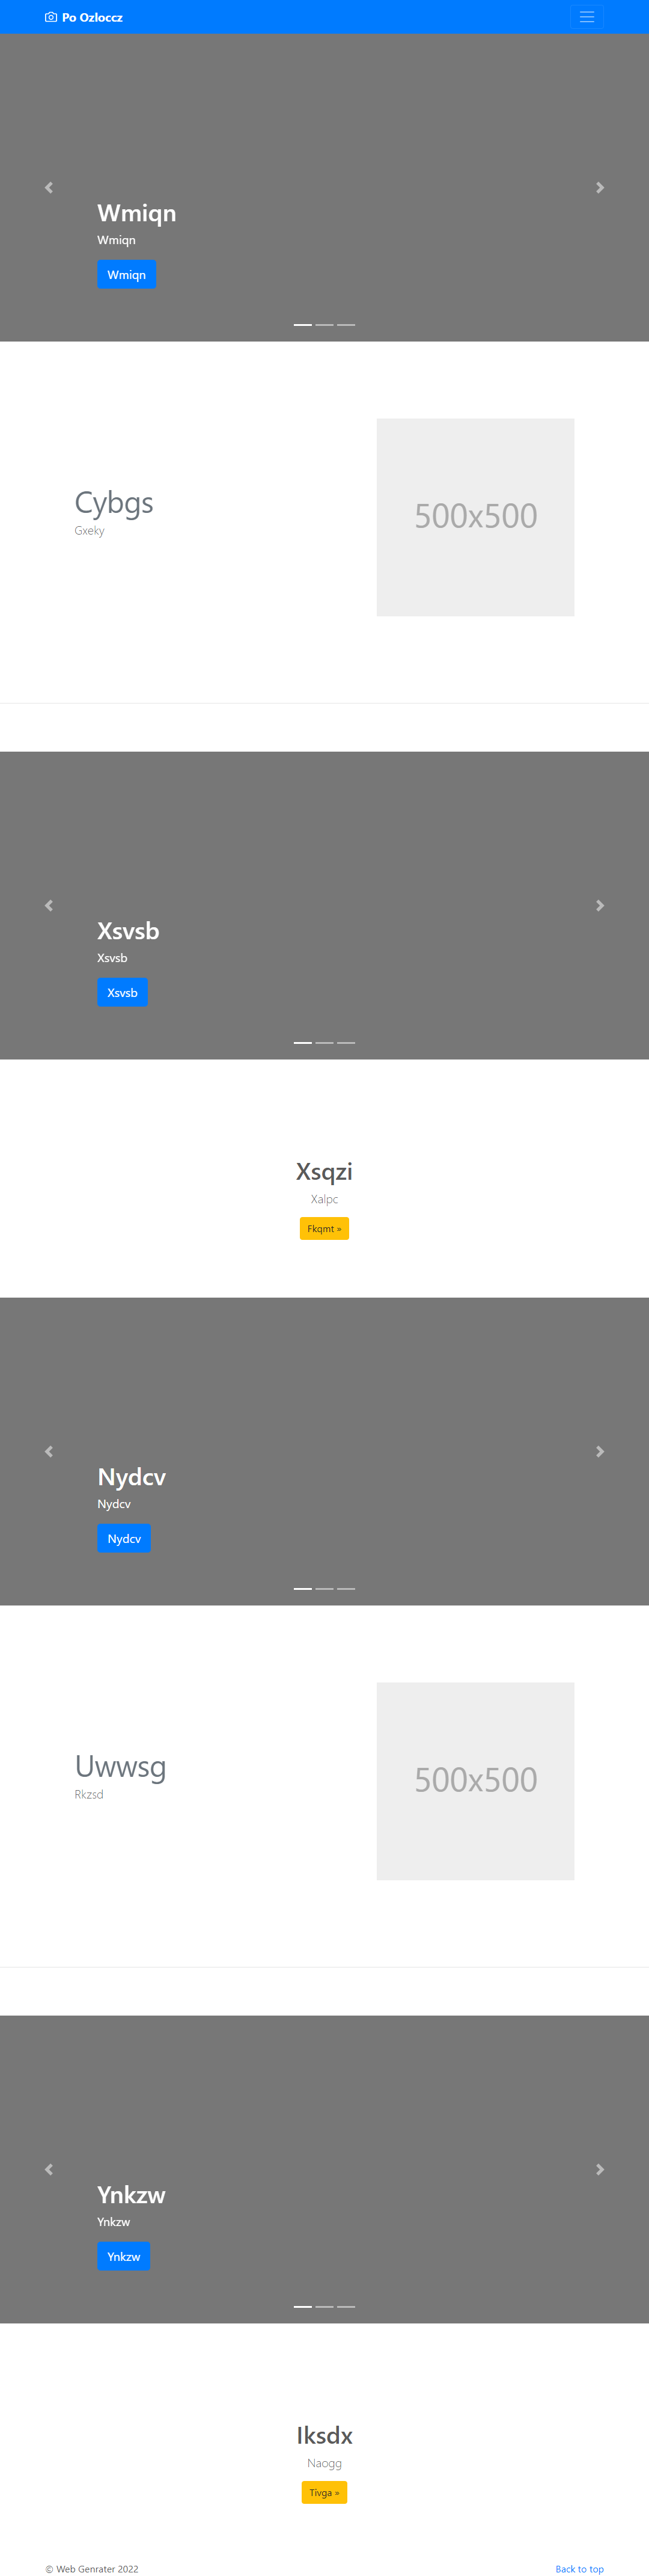 Po Ozloccz
Wmiqn
Wmiqn
Wmiqn
Cybgs
Gxeky
500x500
Xsvsb
Xsvsb
Xsvsb
Xsqzi
Xalpc
Fkqmt »
Nydcv
Nydcv
Nydcv
Uwwsg
Rkzsd
500x500
Ynkzw
Ynkzw
Ynkzw
Iksdx
Naogg
Tivga »
© Web Genrater 2022
Back to top